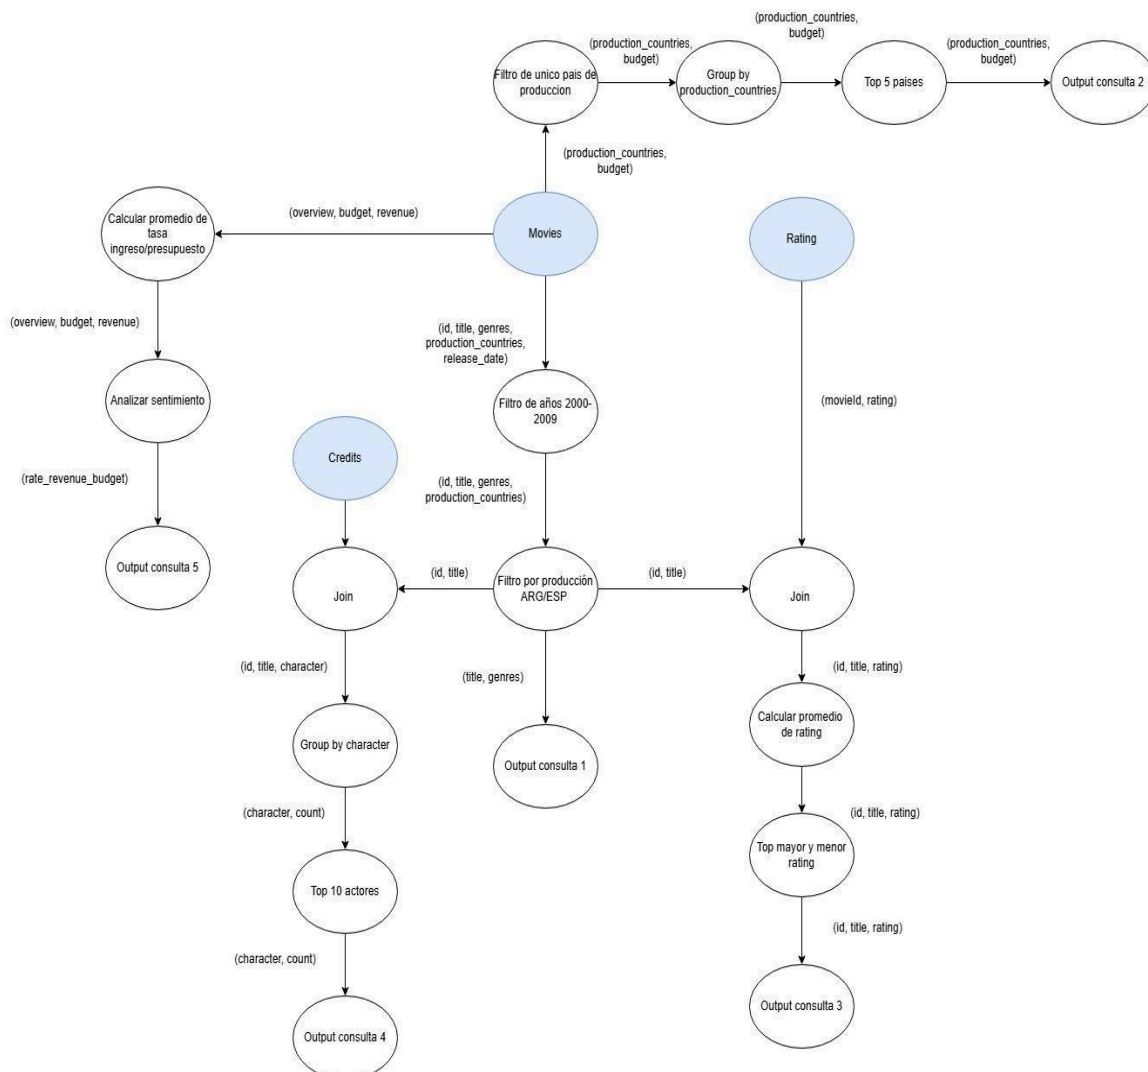 (production_countries,
budget)
(production_countries,
budget)
(production_countries,
budget)
Filtro de unico pais de
produccion
Group by
production_countries
Top 5 paises
Output consulta 2
(production_countries,
budget)
Calcular promedio de
tasa
ingreso/presupuesto
(overview, budget, revenue)
Movies
Rating
(overview, budget, revenue)
(id, title, genres,
production_countries,
release_date)
Analizar sentimiento
Filtro de años 2000-
2009
(movieId, rating)
Credits
(rate_revenue_budget)
(id, title, genres,
production_countries)
Output consulta 5
Join
(id, title)
Filtro por producción
ARG/ESP
(id, title)
Join
(id, title, character)
(title, genres)
(id, title, rating)
Group by character
Output consulta 1
Calcular promedio
de rating
(character, count)
(id, title, rating)
Top 10 actores
Top mayor y menor
rating
(character, count)
(id, title, rating)
Output consulta 4
Output consulta 3